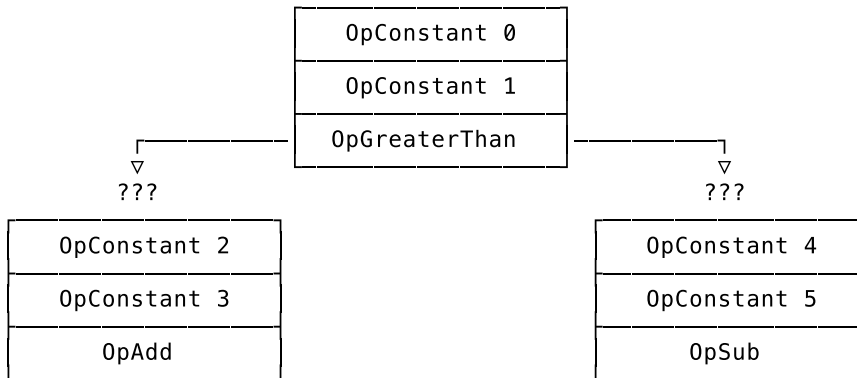 OpConstant 0
OpConstant 1
OpGreaterThan
??? ???
OpConstant 2 OpConstant 4
OpConstant 3 OpConstant 5
OpAdd OpSub